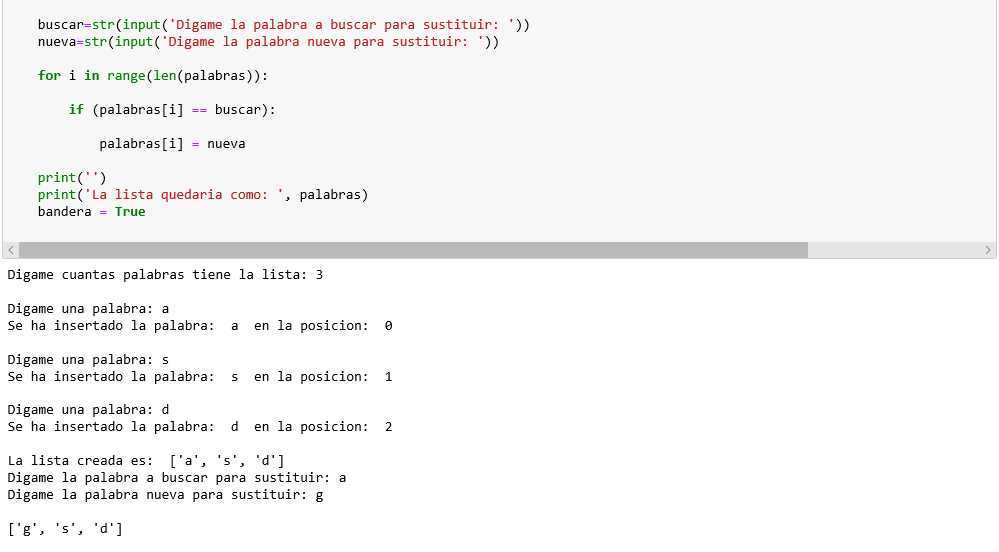 buscar=str(input('Digame la palabra a buscar para sustituir: '))
nueva=str(input('Digame la palabra nueva para sustituir: '))
for i in range(len(palabras)):
if (palabras[i] == buscar):
palabras[i] = nueva
print('')
print('La lista quedaria como: ', palabras)
bandera = True
Digame cuantas palabras tiene la lista: 3
Digame una palabra: a
Se ha insertado la palabra:  a  en la posicion:  0
Digame una palabra: s
Se ha insertado la palabra:  s  en la posicion:  1
Digame una palabra: d
Se ha insertado la palabra:  d  en la posicion:  2
La lista creada es:  ['a', 's', 'd']
Digame la palabra a buscar para sustituir: a
Digame la palabra nueva para sustituir: g
['g', 's', 'd']